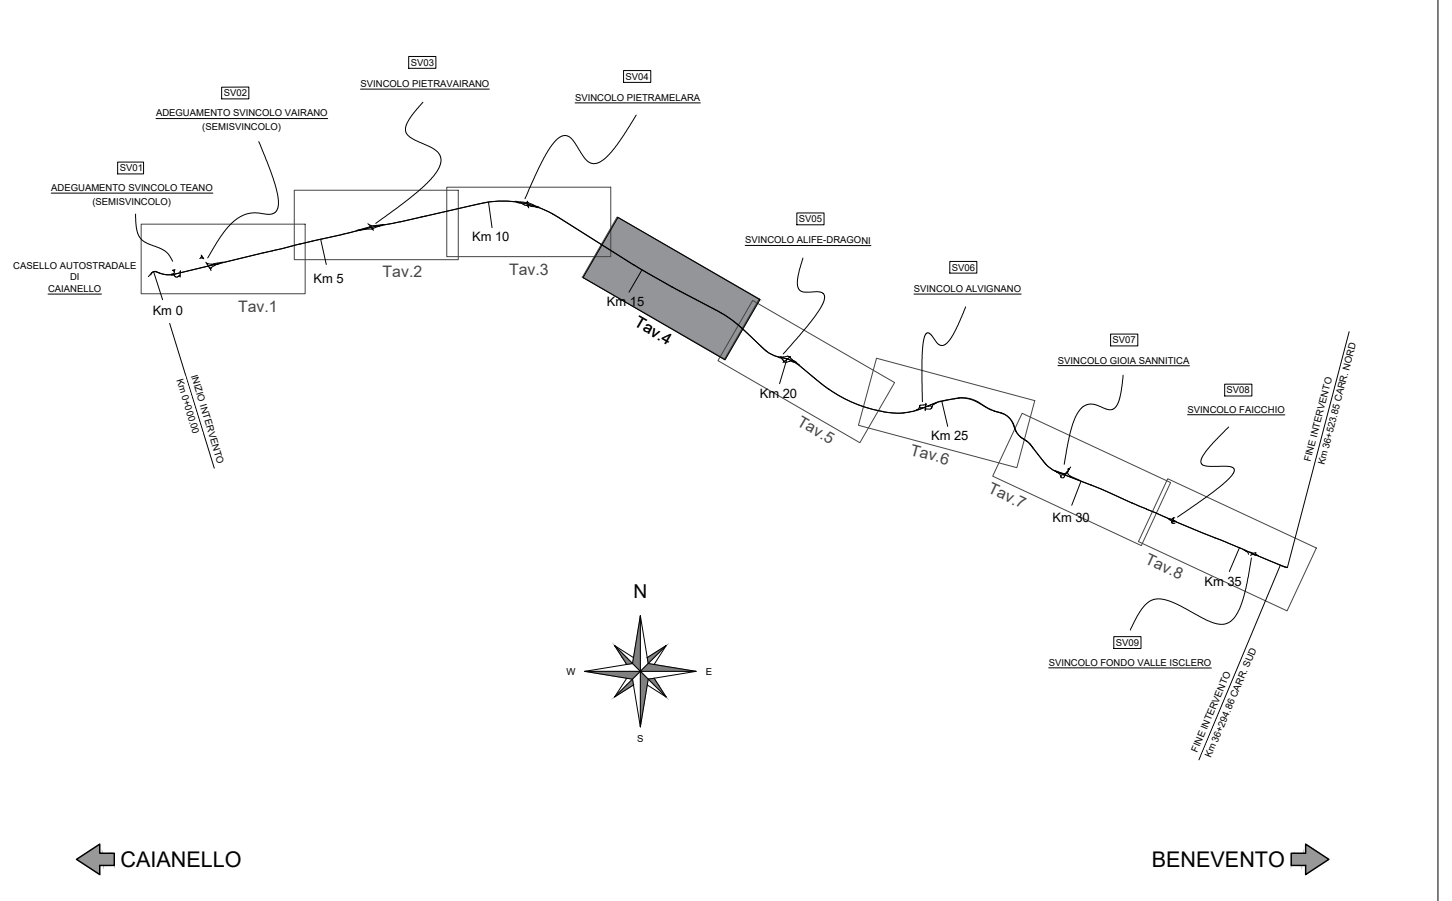 SV03
SVINCOLO PIETRAVAIRANO
SV04
SVINCOLO PIETRAMELARA
SV02
ADEGUAMENTO SVINCOLO VAIRANO
(SEMISVINCOLO)
SV01
ADEGUAMENTO SVINCOLO TEANO
(SEMISVINCOLO)
CASELLO AUTOSTRADALE
DI
CAIANELLO
Km 0
Tav.1
Km 5
Tav.2
Km 10
Tav.3
Km 15
Tav.4
INIZIO INTERVENTO
Km 0+000.00
SV05
SVINCOLO ALIFE-DRAGONI
Km 20
Tav.5
SV06
SVINCOLO ALVIGNANO
Km 25
Tav.6
SV07
SVINCOLO GIOIA SANNITICA
Km 30
Tav.7
SV08
SVINCOLO FAICCHIO
Km 35
Tav.8
FINE INTERVENTO
Km 36+523.85 CARR. NORD
SV09
SVINCOLO FONDO VALLE ISCLERO
FINE INTERVENTO
Km 36+294.86 CARR. SUD
N
W
E
S
CAIANELLO
BENEVENTO